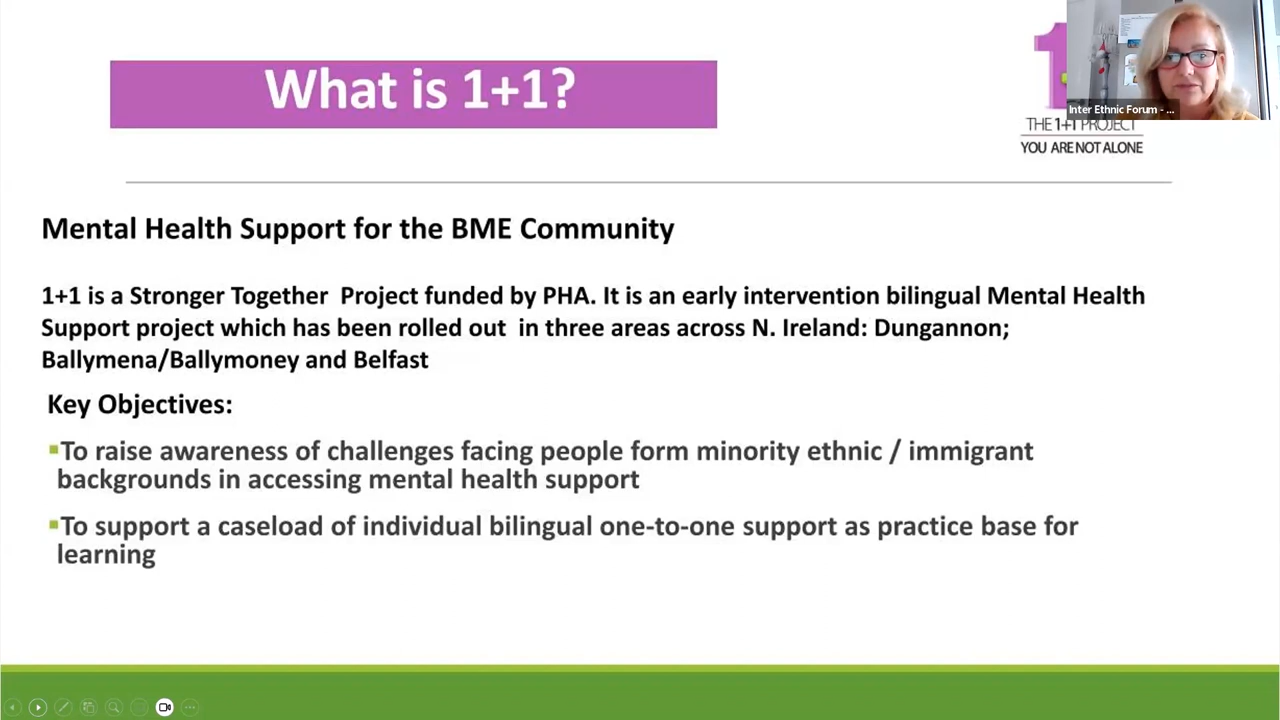 What is 1+1?
Inter Ethnic Forum - ...
THE 1+1 PROJECT
YOU ARE NOT ALONE
Mental Health Support for the BME Community
1+1 is a Stronger Together Project funded by PHA. It is an early intervention bilingual Mental Health
Support project which has been rolled out in three areas across N. Ireland: Dungannon;
Ballymena/Ballymoney and Belfast
Key Objectives:
▪To raise awareness of challenges facing people form minority ethnic / immigrant
backgrounds in accessing mental health support
▪To support a caseload of individual bilingual one-to-one support as practice base for
learning